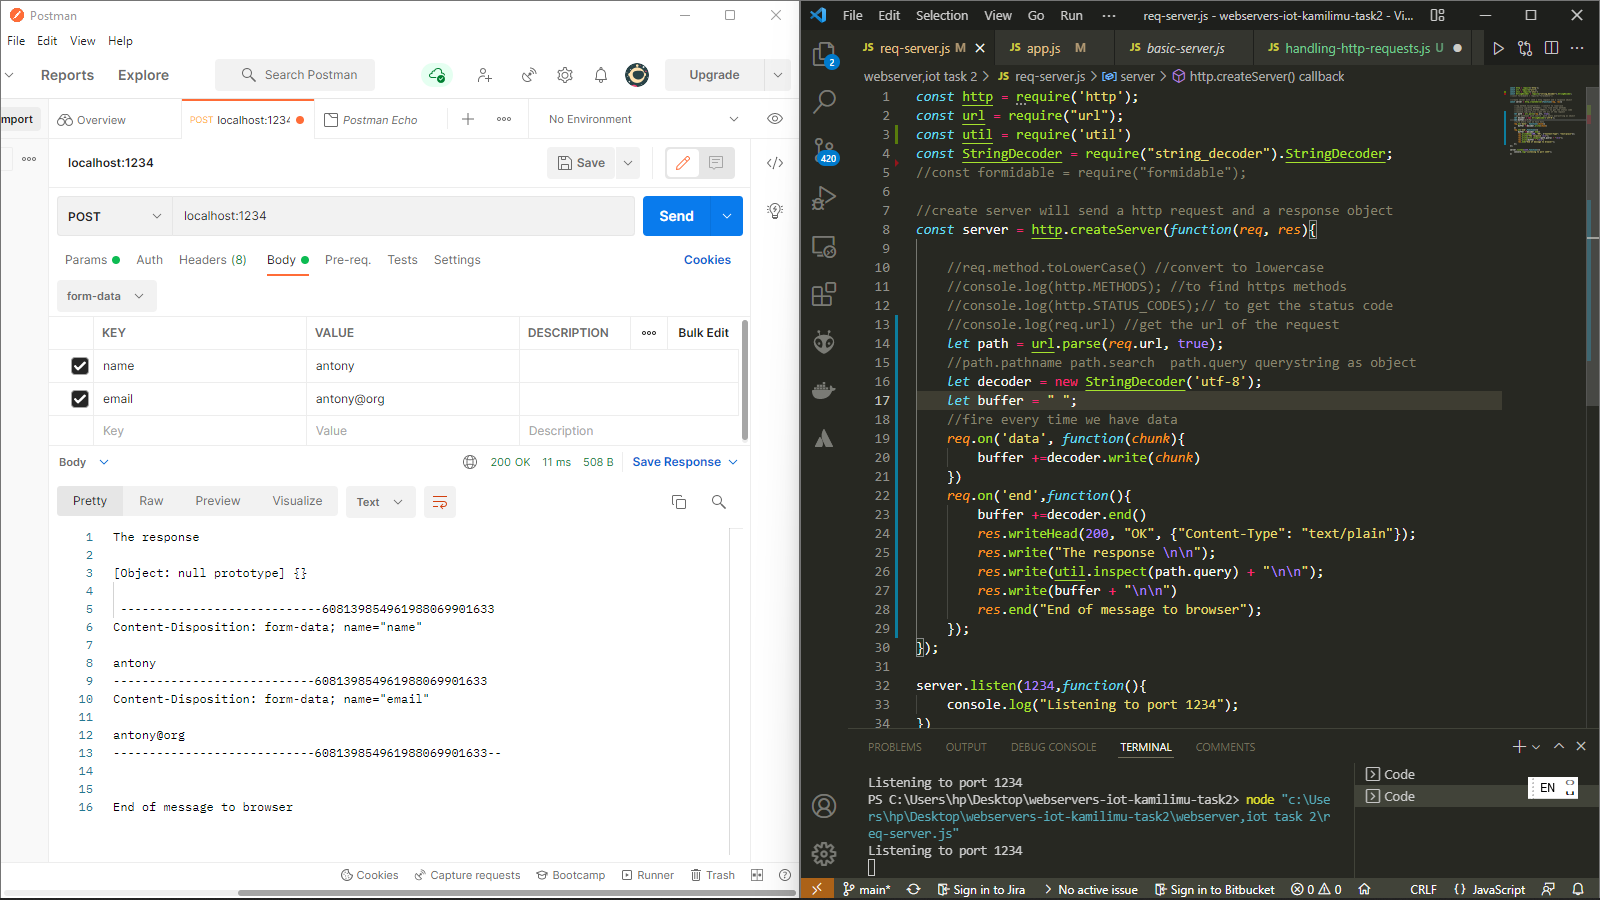 Postman
File Edit View Help
Reports Explore Search Postman Upgrade
mport Overview POST localhost:1234 Postman Echo No Environment
localhost:1234 Save
POST localhost:1234 Send
Params Auth Headers (8) Body Pre-req. Tests Settings Cookies
form-data
KEY VALUE DESCRIPTION Bulk Edit
name antony
email antony@org
Key Value Description
Body 200 OK 11 ms 508 B Save Response
Pretty Raw Preview Visualize Text
1 The response
2
3 [Object: null prototype] {}
4
5 ----------------------------608139854961988069901633
6 Content-Disposition: form-data; name="name"
7
8 antony
9 ----------------------------608139854961988069901633
10 Content-Disposition: form-data; name="email"
11
12 antony@org
13 ----------------------------608139854961988069901633--
14
15
16 End of message to browser
Cookies Capture requests Bootcamp Runner Trash
File Edit Selection View Go Run ··· req-server.js - webservers-iot-kamilimu-task2 - Vi...
JS req-server.js M JS app.js M JS basic-server.js JS handling-http-requests.js U
webserver,iot task 2 > JS req-server.js > server > http.createServer() callback
2
420
1 const http = require('http');
2 const url = require("url");
3 const util = require('util')
4 const StringDecoder = require("string_decoder").StringDecoder;
5 //const formidable = require("formidable");
6
7 //create server will send a http request and a response object
8 const server = http.createServer(function(req, res){
9
10 //req.method.toLowerCase() //convert to lowercase
11 //console.log(http.METHODS); //to find https methods
12 //console.log(http.STATUS_CODES);// to get the status code
13 //console.log(req.url) //get the url of the request
14 let path = url.parse(req.url, true);
15 //path.pathname path.search  path.query querystring as object
16 let decoder = new StringDecoder('utf-8');
17 let buffer = " ";
18 //fire every time we have data
19 req.on('data', function(chunk){
20 buffer +=decoder.write(chunk)
21 })
22 req.on('end',function(){
23 buffer +=decoder.end()
24 res.writeHead(200, "OK", {"Content-Type": "text/plain"});
25 res.write("The response \n\n");
26 res.write(util.inspect(path.query) + "\n\n");
27 res.write(buffer + "\n\n")
28 res.end("End of message to browser");
29 });
30 });
31
32 server.listen(1234,function(){
33 console.log("Listening to port 1234");
34 })
PROBLEMS OUTPUT DEBUG CONSOLE TERMINAL COMMENTS
Listening to port 1234
PS C:\Users\hp\Desktop\webservers-iot-kamilimu-task2> node "c:\Use
rs\hp\Desktop\webservers-iot-kamilimu-task2\webserver,iot task 2\r
eq-server.js"
Listening to port 1234
Code
Code
EN
main* Sign in to Jira No active issue Sign in to Bitbucket 0 0 CRLF {} JavaScript